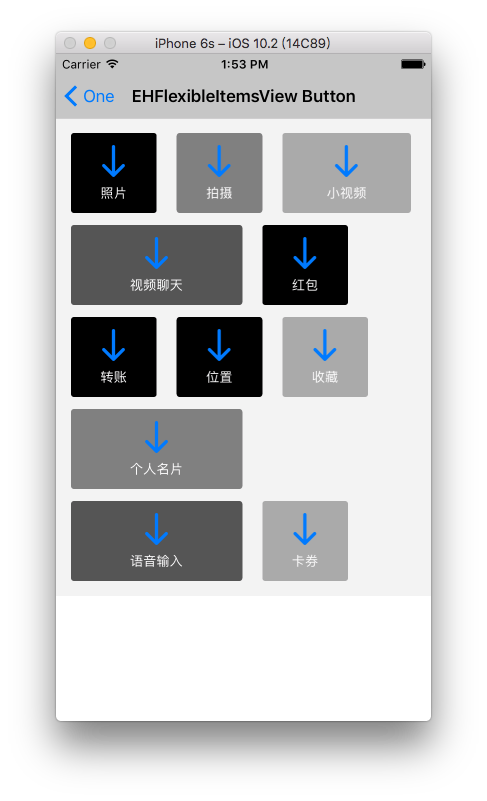 iPhone 6s – iOS 10.2 (14C89)
Carrier 1:53 PM
One EHFlexibleItemsView Button
照片 拍摄 小视频
视频聊天 红包
转账 位置 收藏
个人名片
语音输入 卡券